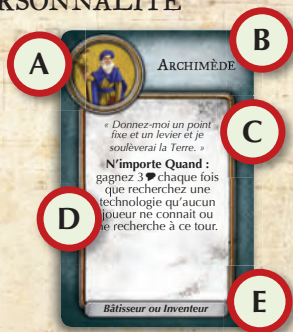 RSONNALITÉ
A
B
ARCHIMÈDE
« Donnez-moi un point
fixe et un levier et je
soulèverai la Terre. »
C
N'importe Quand :
gagnez 3 chaque fois
que recherchez une
technologie qu'aucun
joueur ne connait ou
ne recherche à ce tour.
D
Bâtisseur ou Inventeur
E